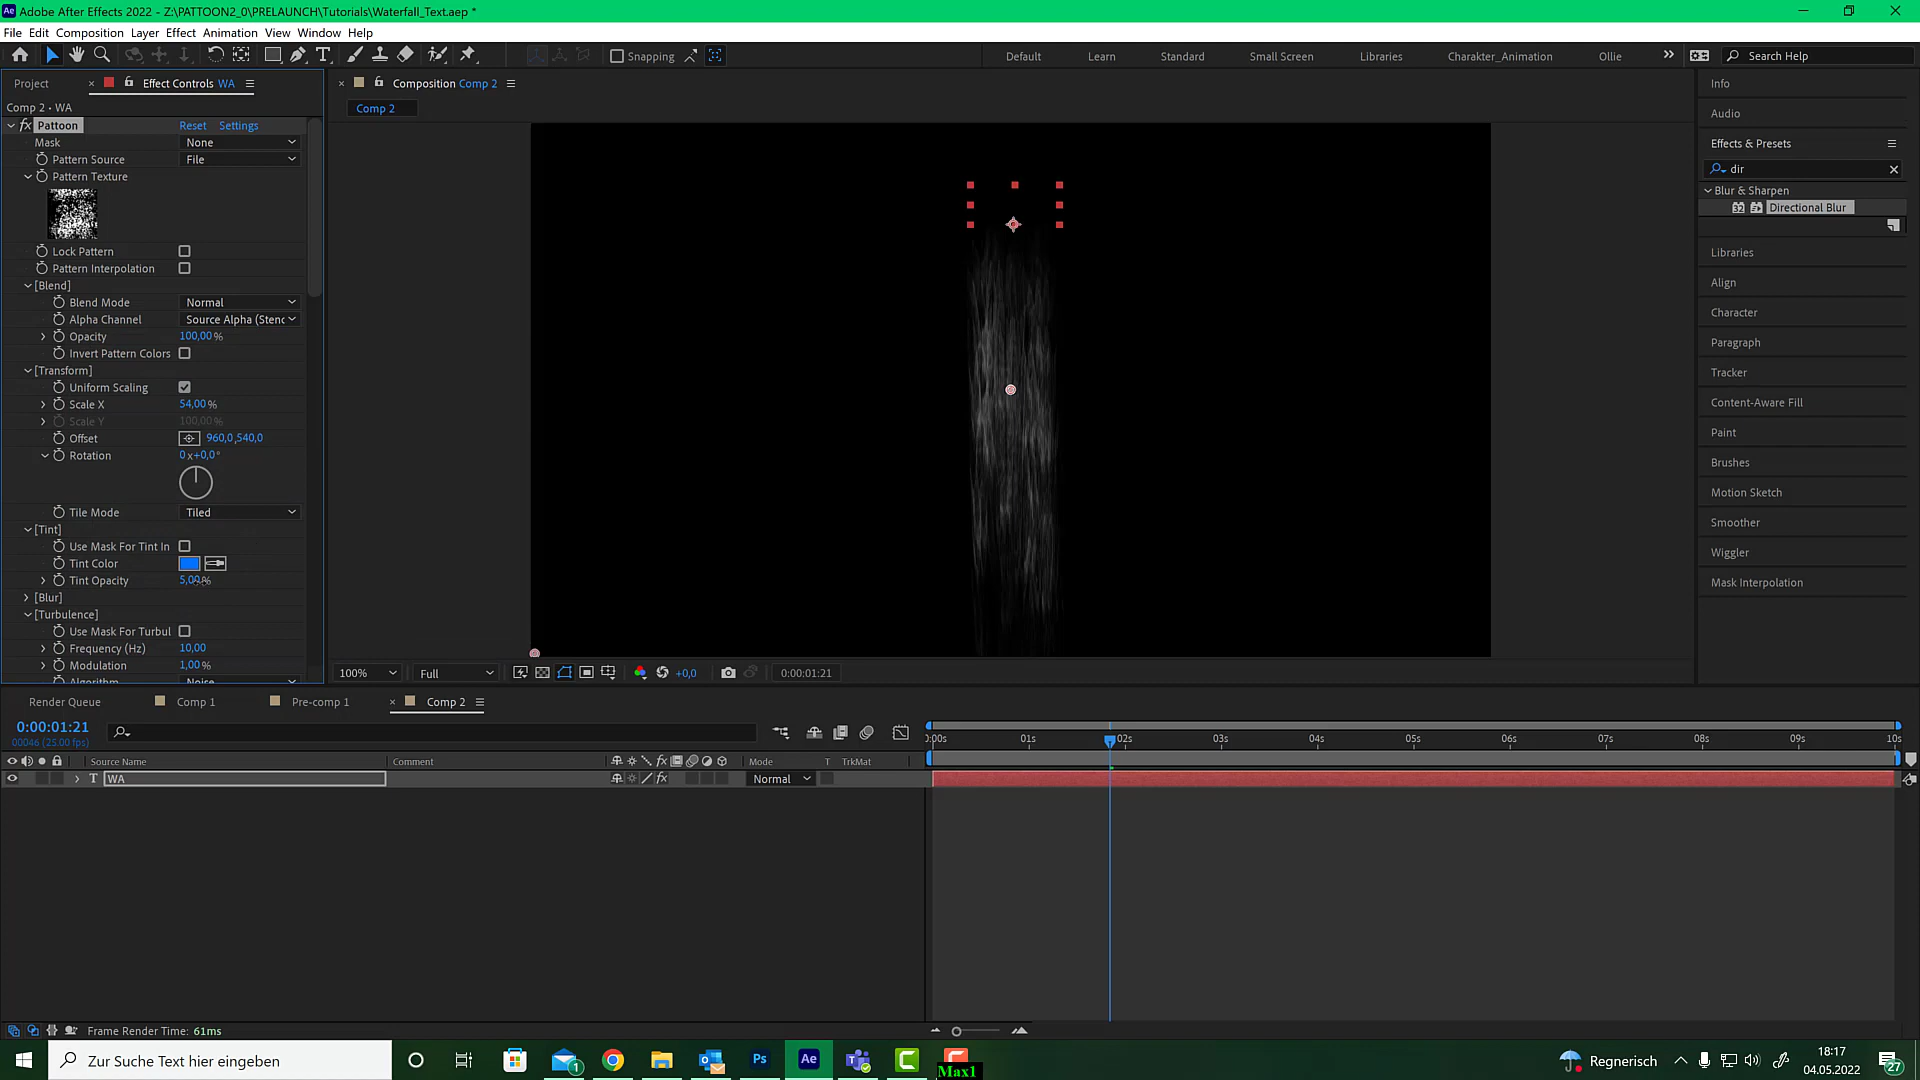 Adobe After Effects 2022 - Z:\PATTOON2_0\PRELAUNCH\Tutorials\Waterfall_Text.aep *
File Edit Composition Layer Effect Animation View Window Help
Snapping
Default Learn Standard Small Screen Libraries Charakter_Animation Ollie
Search Help
Project
Effect Controls WA
Comp 2 • WA
Pattoon Reset Settings
Mask None
Pattern Source File
Pattern Texture
Lock Pattern
Pattern Interpolation
[Blend]
Blend Mode Normal
Alpha Channel Source Alpha (Stenc
Opacity 100,00 %
Invert Pattern Colors
[Transform]
Uniform Scaling
Scale X 54,00 %
Scale Y 100,00 %
Offset 960,0,540,0
Rotation 0 x+0,0°
Tile Mode Tiled
[Tint]
Use Mask For Tint In
Tint Color
Tint Opacity 5,00 %
[Blur]
[Turbulence]
Use Mask For Turbul
Frequency (Hz) 10,00
Modulation 1,00 %
Algorithm Noise
Composition Comp 2
Comp 2
100% Full +0,0 0:00:01:21
Info
Audio
Effects & Presets
dir
Blur & Sharpen
32 Directional Blur
Libraries
Align
Character
Paragraph
Tracker
Content-Aware Fill
Paint
Brushes
Motion Sketch
Smoother
Wiggler
Mask Interpolation
Render Queue Comp 1 Pre-comp 1 Comp 2
0:00:01:21
00046 (25.00 fps)
):00s 01s 02s 03s 04s 05s 06s 07s 08s 09s 10s
Source Name Comment fx Mode T TrkMat
T WA fx Normal
Frame Render Time: 61ms
Zur Suche Text hier eingeben
1
Ps
Ae
Max1
Regnerisch
18:17
04.05.2022
27